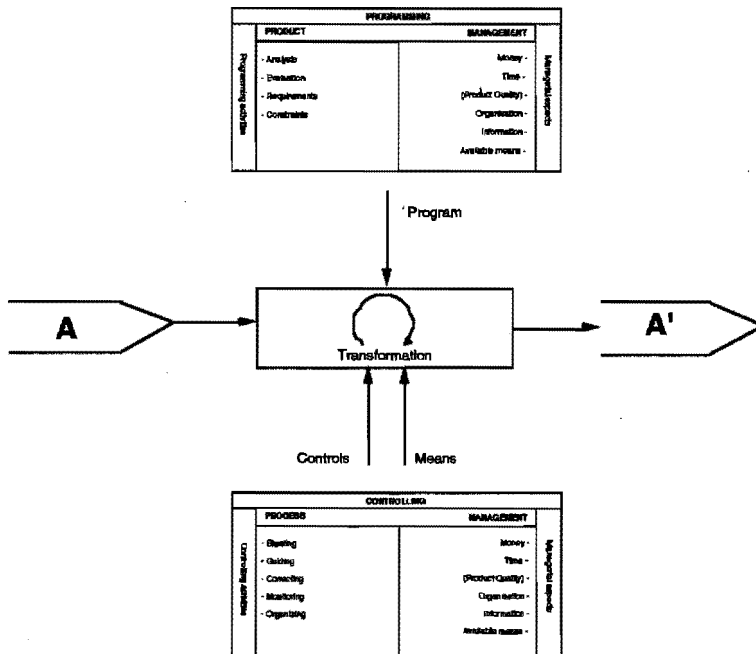 PROGRAMMING
PRODUCT
MANAGEMENT
Programming activities
- Analysis
- Evaluation
- Requirements
- Constraints
Money -
Time -
(Product Quality) -
Organisation -
Information -
Available means -
Managerial aspects
Program
A
Transformation
A'
Controls
Means
CONTROLLING
PROCESS
MANAGEMENT
Controlling activities
- Steering
- Guiding
- Correcting
- Monitoring
- Organizing
Money -
Time -
(Product Quality) -
Organisation -
Information -
Available means -
Managerial aspects